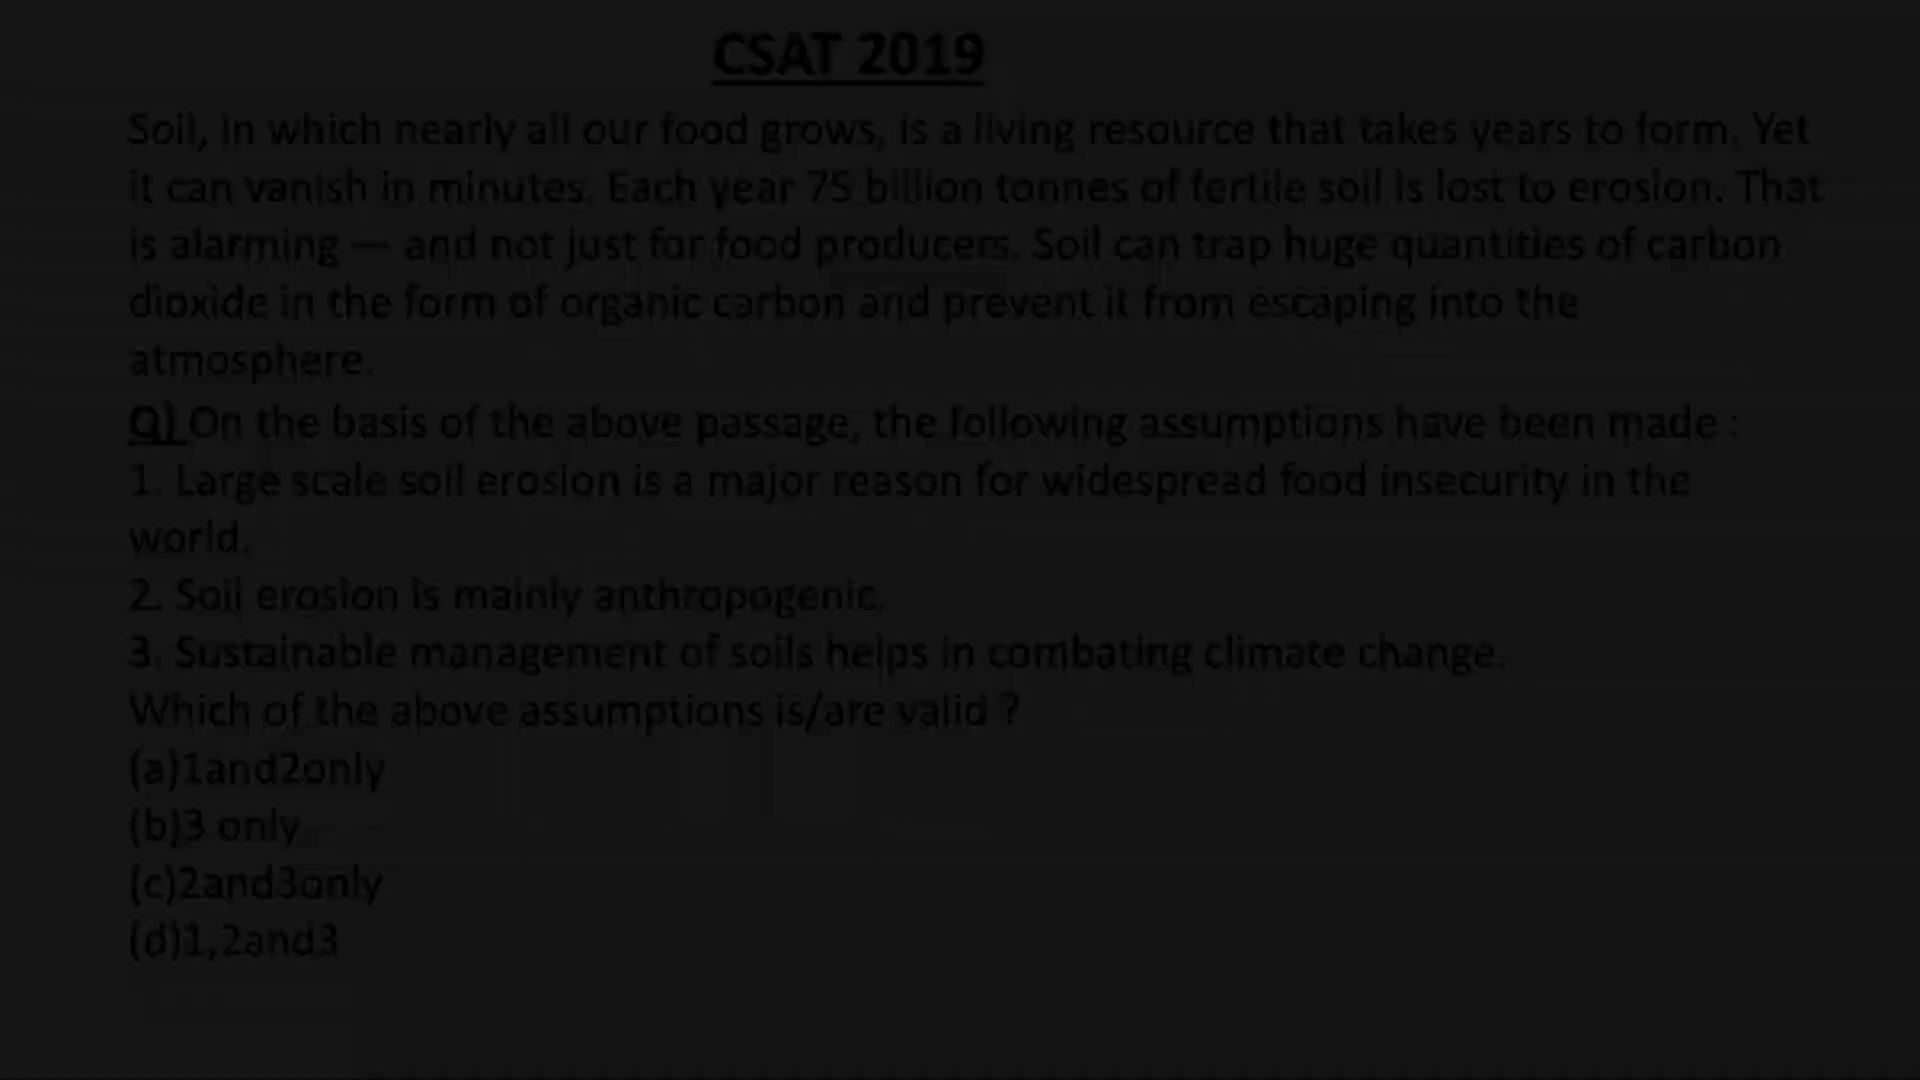 CSAT 2019
Soil, in which nearly all our food grows, is a living resource that takes years to form. Yet
it can vanish in minutes. Each year 75 billion tonnes of fertile soil is lost to erosion. That
is alarming — and not just for food producers. Soil can trap huge quantities of carbon
dioxide in the form of organic carbon and prevent it from escaping into the
atmosphere.
Q) On the basis of the above passage, the following assumptions have been made :
1. Large scale soil erosion is a major reason for widespread food insecurity in the
world.
2. Soil erosion is mainly anthropogenic.
3. Sustainable management of soils helps in combating climate change.
Which of the above assumptions is/are valid ?
(a)1and2only
(b)3 only
(c)2and3only
(d)1,2and3